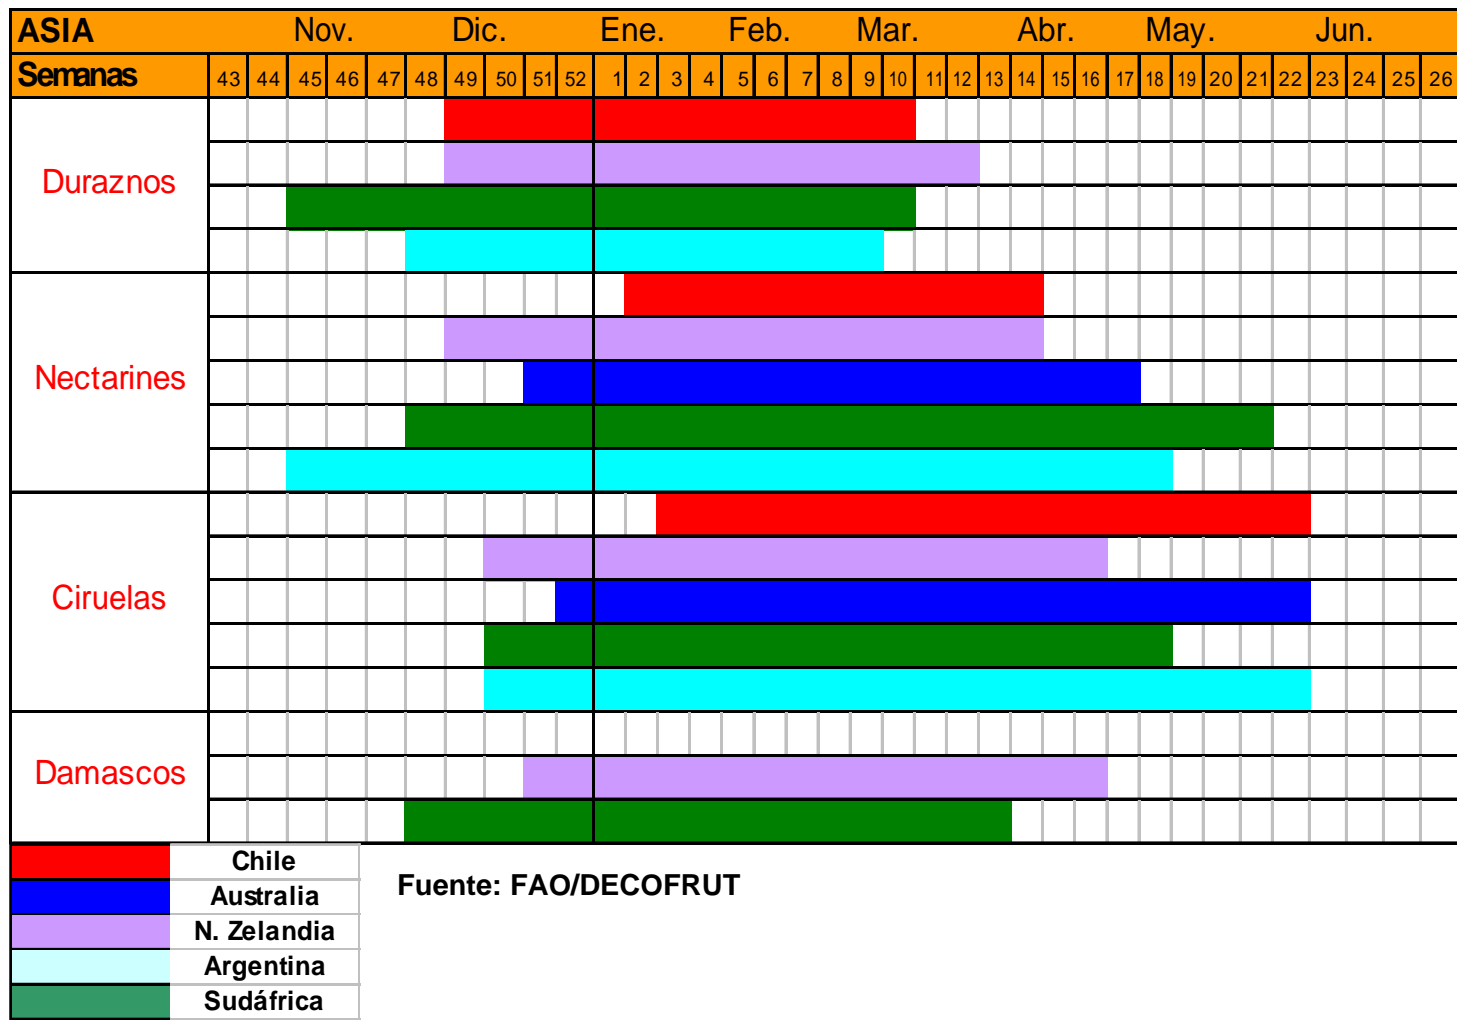 ASIA Nov. Dic. Ene. Feb. Mar. Abr. May. Jun.
Semanas 43 44 45 46 47 48 49 50 51 52 1 2 3 4 5 6 7 8 9 10 11 12 13 14 15 16 17 18 19 20 21 22 23 24 25 26
Duraznos
Nectarines
Ciruelas
Damascos
Chile
Australia
N. Zelandia
Argentina
Sudáfrica
Fuente: FAO/DECOFRUT